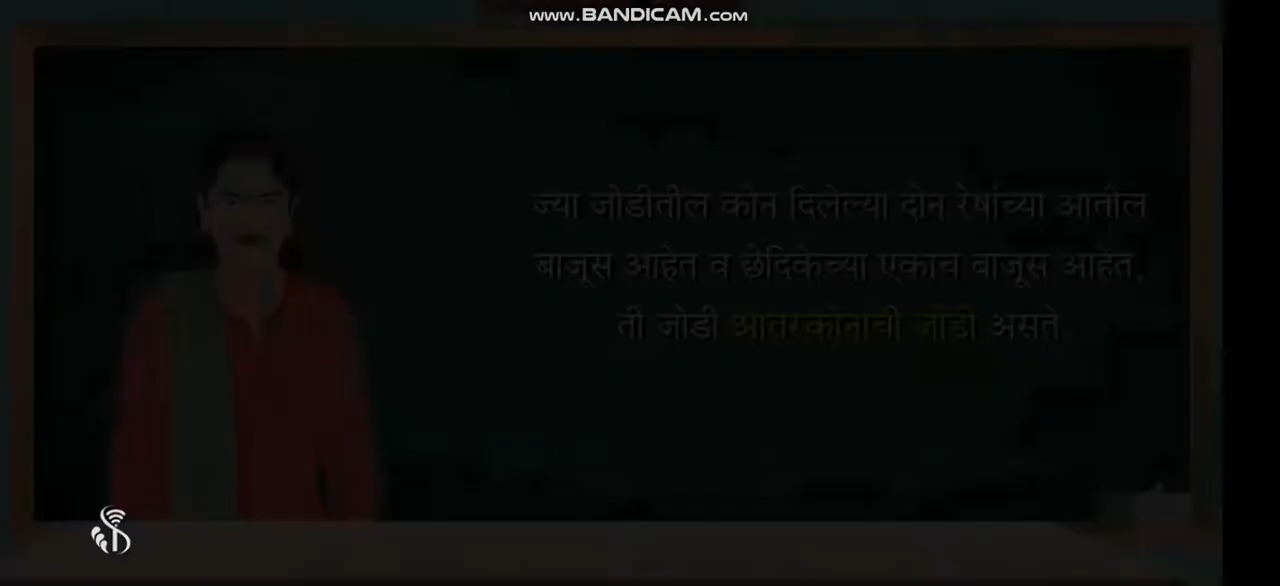 www.BANDICAM.com
ज्या जोडीतील कोन दिलेल्या दोन रेषांच्या आतील
बाजूस आहेत व छेदिकेच्या एकाच बाजूस आहेत.
ती जोडी आंतरकोनाची जोडी असते